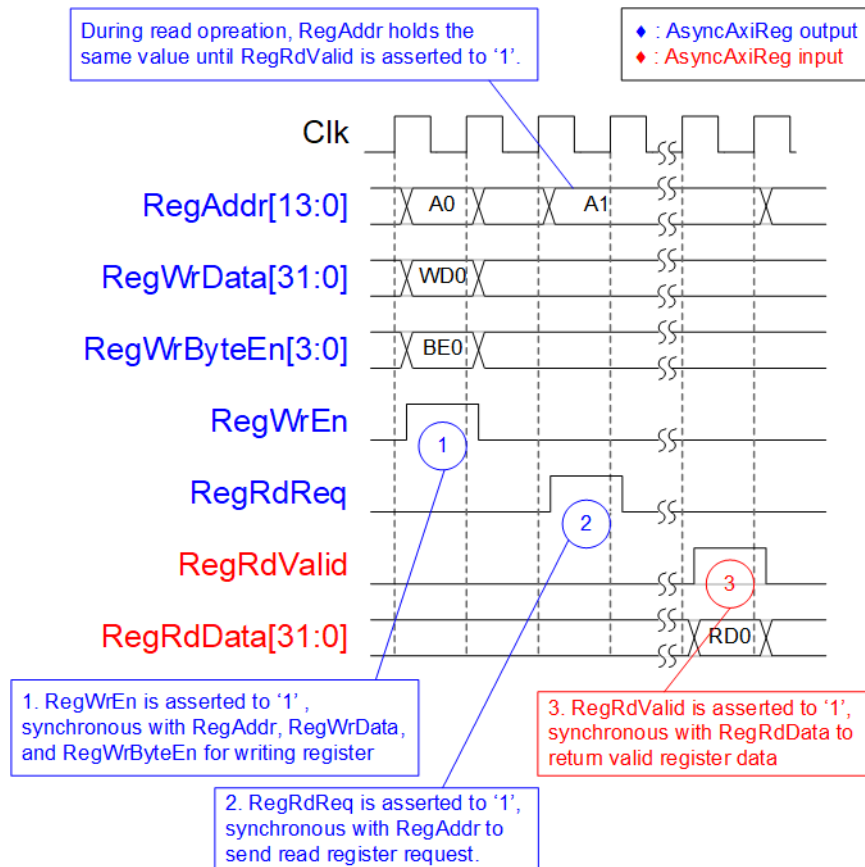 During read opreation, RegAddr holds the
same value until RegRdValid is asserted to ‘1’.
♦ : AsyncAxiReg output
♦ : AsyncAxiReg input
Clk
RegAddr[13:0]
A0
A1
RegWrData[31:0]
WD0
RegWrByteEn[3:0]
BE0
RegWrEn
1
RegRdReq
2
RegRdValid
3
RegRdData[31:0]
RD0
1. RegWrEn is asserted to ‘1’ ,
synchronous with RegAddr, RegWrData,
and RegWrByteEn for writing register
3. RegRdValid is asserted to ‘1’,
synchronous with RegRdData to
return valid register data
2. RegRdReq is asserted to ‘1’,
synchronous with RegAddr to
send read register request.